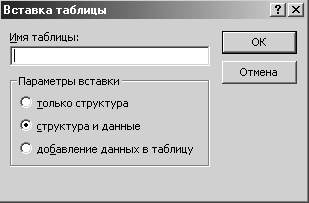 Вставка таблицы
Имя таблицы:
OK
Отмена
Параметры вставки
только структура
структура и данные
добавление данных в таблицу